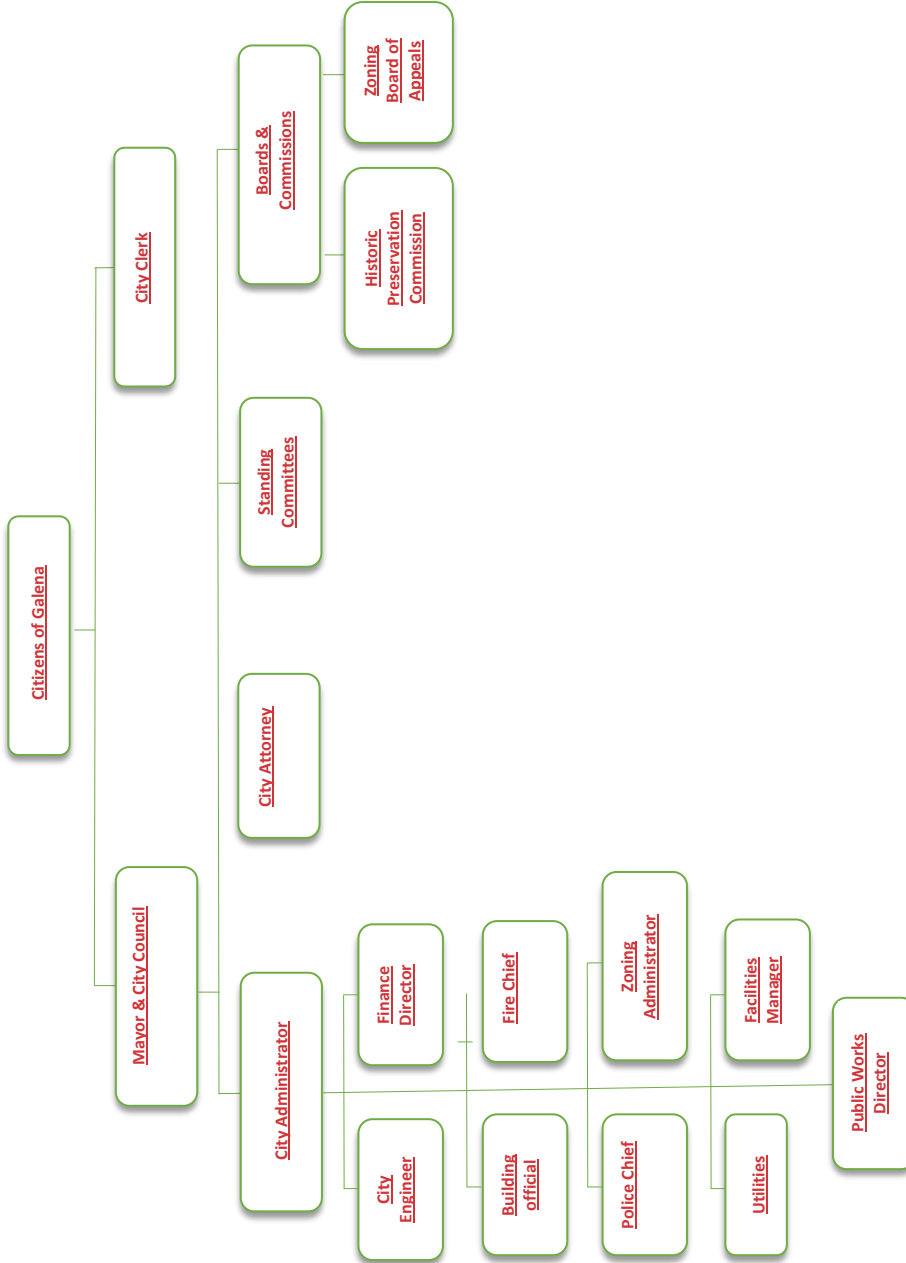 Citizens of Galena
Mayor & City Council
City Clerk
City Administrator
City Attorney
Standing
Committees
Boards &
Commissions
Historic
Preservation
Commission
Zoning
Board of
Appeals
City
Engineer
Finance
Director
Building
official
Fire Chief
Police Chief
Zoning
Administrator
Utilities
Facilities
Manager
Public Works
Director